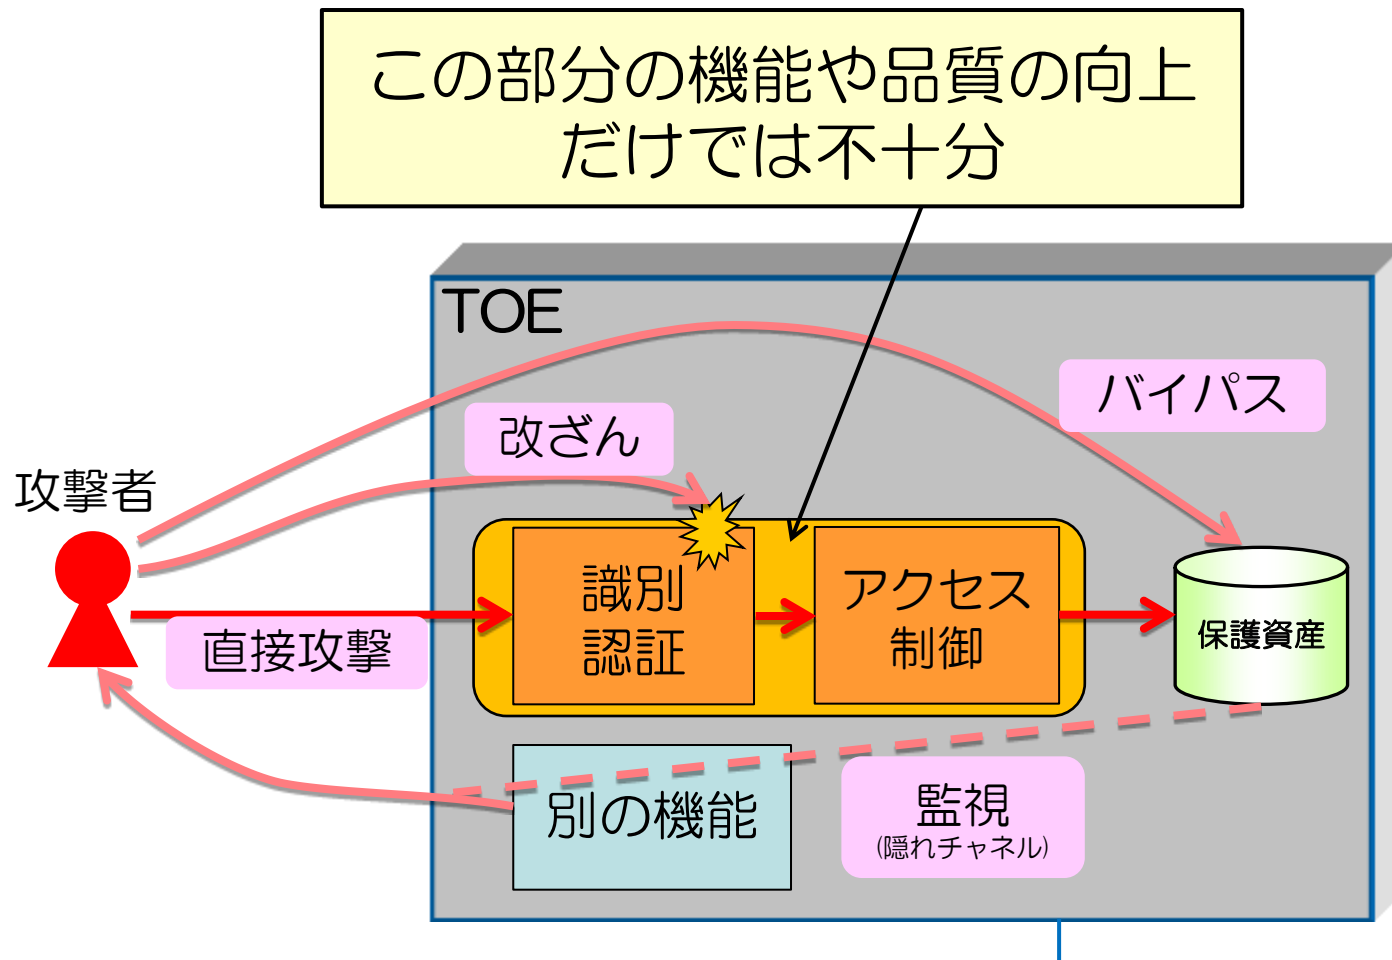 この部分の機能や品質の向上
だけでは不十分
TOE
バイパス
改ざん
攻撃者
識別
認証
アクセス
制御
保護資産
直接攻撃
別の機能
監視
(隠れチャネル)